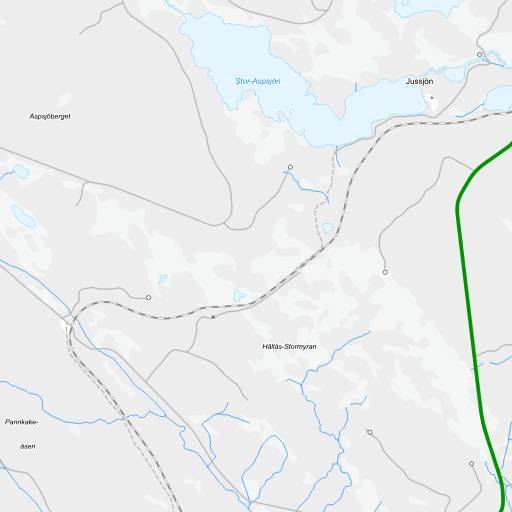 Stor-Aspsjön
Jussjön
Aspsjöberget
Hällås-Stormyran
Pannkake-
åsen